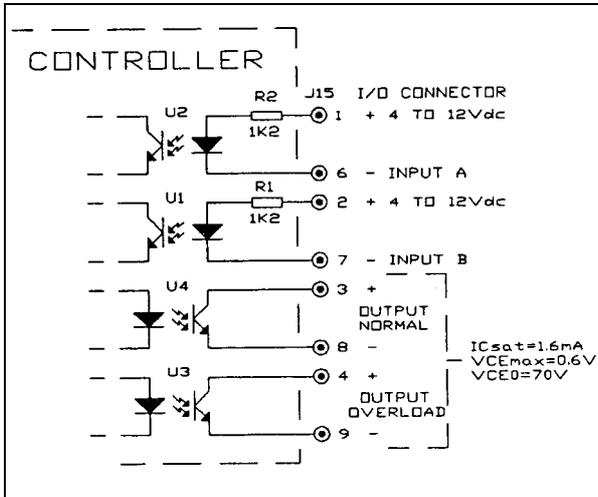 CONTROLLER
J15 I/O CONNECTOR
R2
U2
1K2
1 + 4 TO 12Vdc
6 - INPUT A
R1
U1
1K2
2 + 4 TO 12Vdc
7 - INPUT B
U4
3 +
OUTPUT
NORMAL
8 -
ICsat=1.6mA
VCEmax=0.6V
VCE0=70V
U3
4 +
OUTPUT
OVERLOAD
9 -